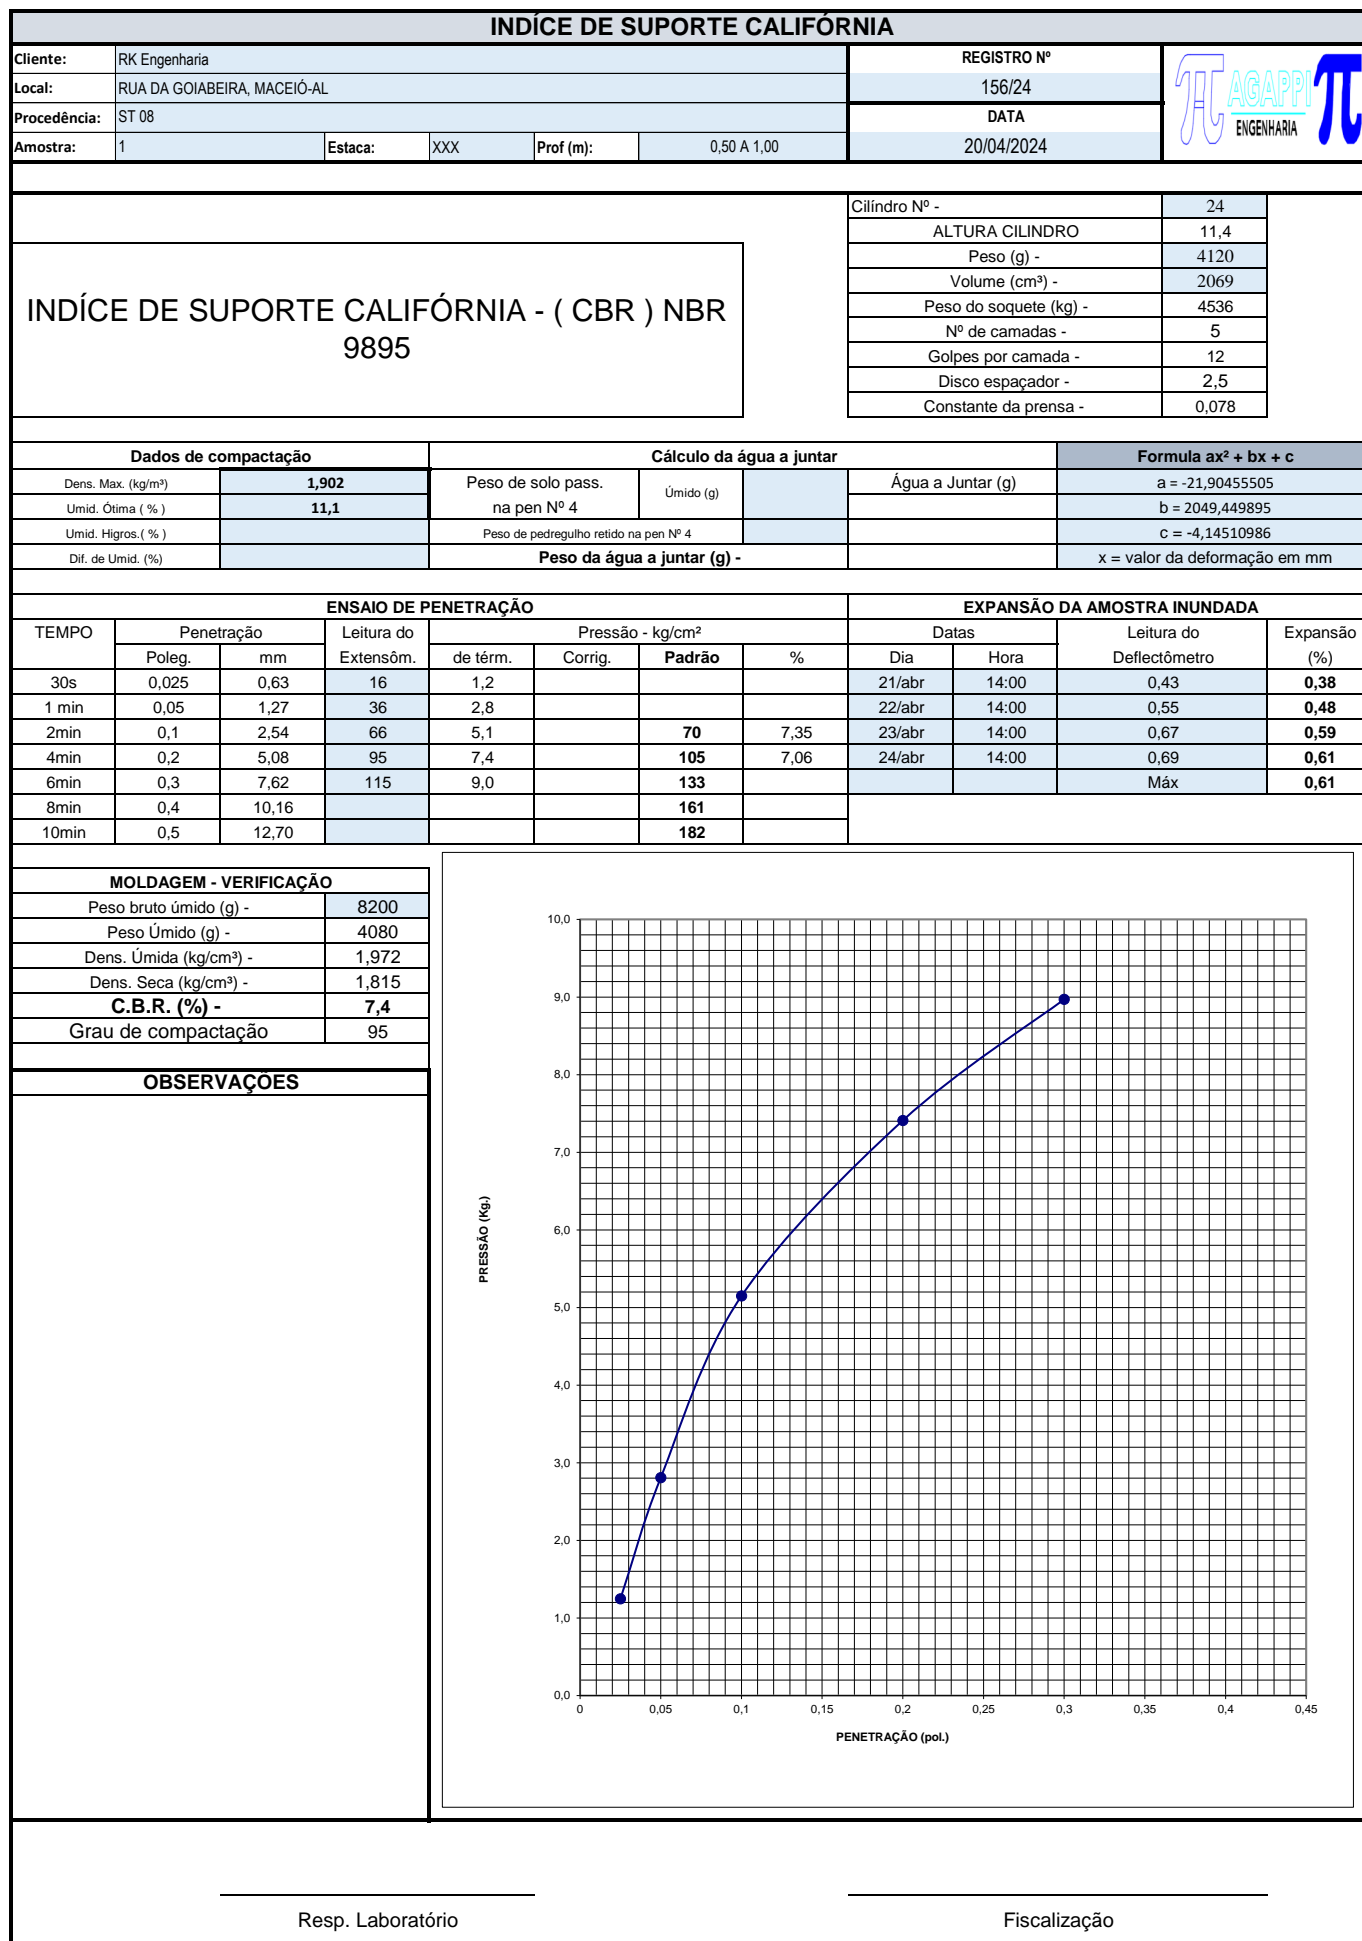 INDÍCE DE SUPORTE CALIFÓRNIA
Cliente: RK Engenharia REGISTRO Nº
Local: RUA DA GOIABEIRA, MACEIÓ-AL 156/24
Procedência: ST 08 DATA
Amostra: 1 Estaca: XXX Prof (m): 0,50 A 1,00 20/04/2024
AGAPPI
ENGENHARIA
Cilíndro Nº - 24
ALTURA CILINDRO 11,4
Peso (g) - 4120
Volume (cm³) - 2069
Peso do soquete (kg) - 4536
Nº de camadas - 5
Golpes por camada - 12
Disco espaçador - 2,5
Constante da prensa - 0,078
INDÍCE DE SUPORTE CALIFÓRNIA - ( CBR ) NBR
9895
Dados de compactação Cálculo da água a juntar Formula ax² + bx + c
Dens. Max. (kg/m³) 1,902 Peso de solo pass. Úmido (g) Água a Juntar (g) a = -21,90455505
Umid. Ótima ( % ) 11,1 na pen Nº 4 b = 2049,449895
Umid. Higros.( % ) Peso de pedregulho retido na pen Nº 4 c = -4,14510986
Dif. de Umid. (%) Peso da água a juntar (g) - x = valor da deformação em mm
ENSAIO DE PENETRAÇÃO EXPANSÃO DA AMOSTRA INUNDADA
TEMPO Penetração Leitura do Pressão - kg/cm² Datas Leitura do Expansão
Poleg. mm Extensôm. de térm. Corrig. Padrão % Dia Hora Deflectômetro (%)
30s 0,025 0,63 16 1,2 21/abr 14:00 0,43 0,38
1 min 0,05 1,27 36 2,8 22/abr 14:00 0,55 0,48
2min 0,1 2,54 66 5,1 70 7,35 23/abr 14:00 0,67 0,59
4min 0,2 5,08 95 7,4 105 7,06 24/abr 14:00 0,69 0,61
6min 0,3 7,62 115 9,0 133 Máx 0,61
8min 0,4 10,16 161
10min 0,5 12,70 182
MOLDAGEM - VERIFICAÇÃO
Peso bruto úmido (g) - 8200
Peso Úmido (g) - 4080
Dens. Úmida (kg/cm³) - 1,972
Dens. Seca (kg/cm³) - 1,815
C.B.R. (%) - 7,4
Grau de compactação 95
OBSERVAÇÕES
10,0
9,0
8,0
7,0
6,0
5,0
4,0
3,0
2,0
1,0
0,0
PRESSÃO (Kg.)
0 0,05 0,1 0,15 0,2 0,25 0,3 0,35 0,4 0,45
PENETRAÇÃO (pol.)
Resp. Laboratório Fiscalização